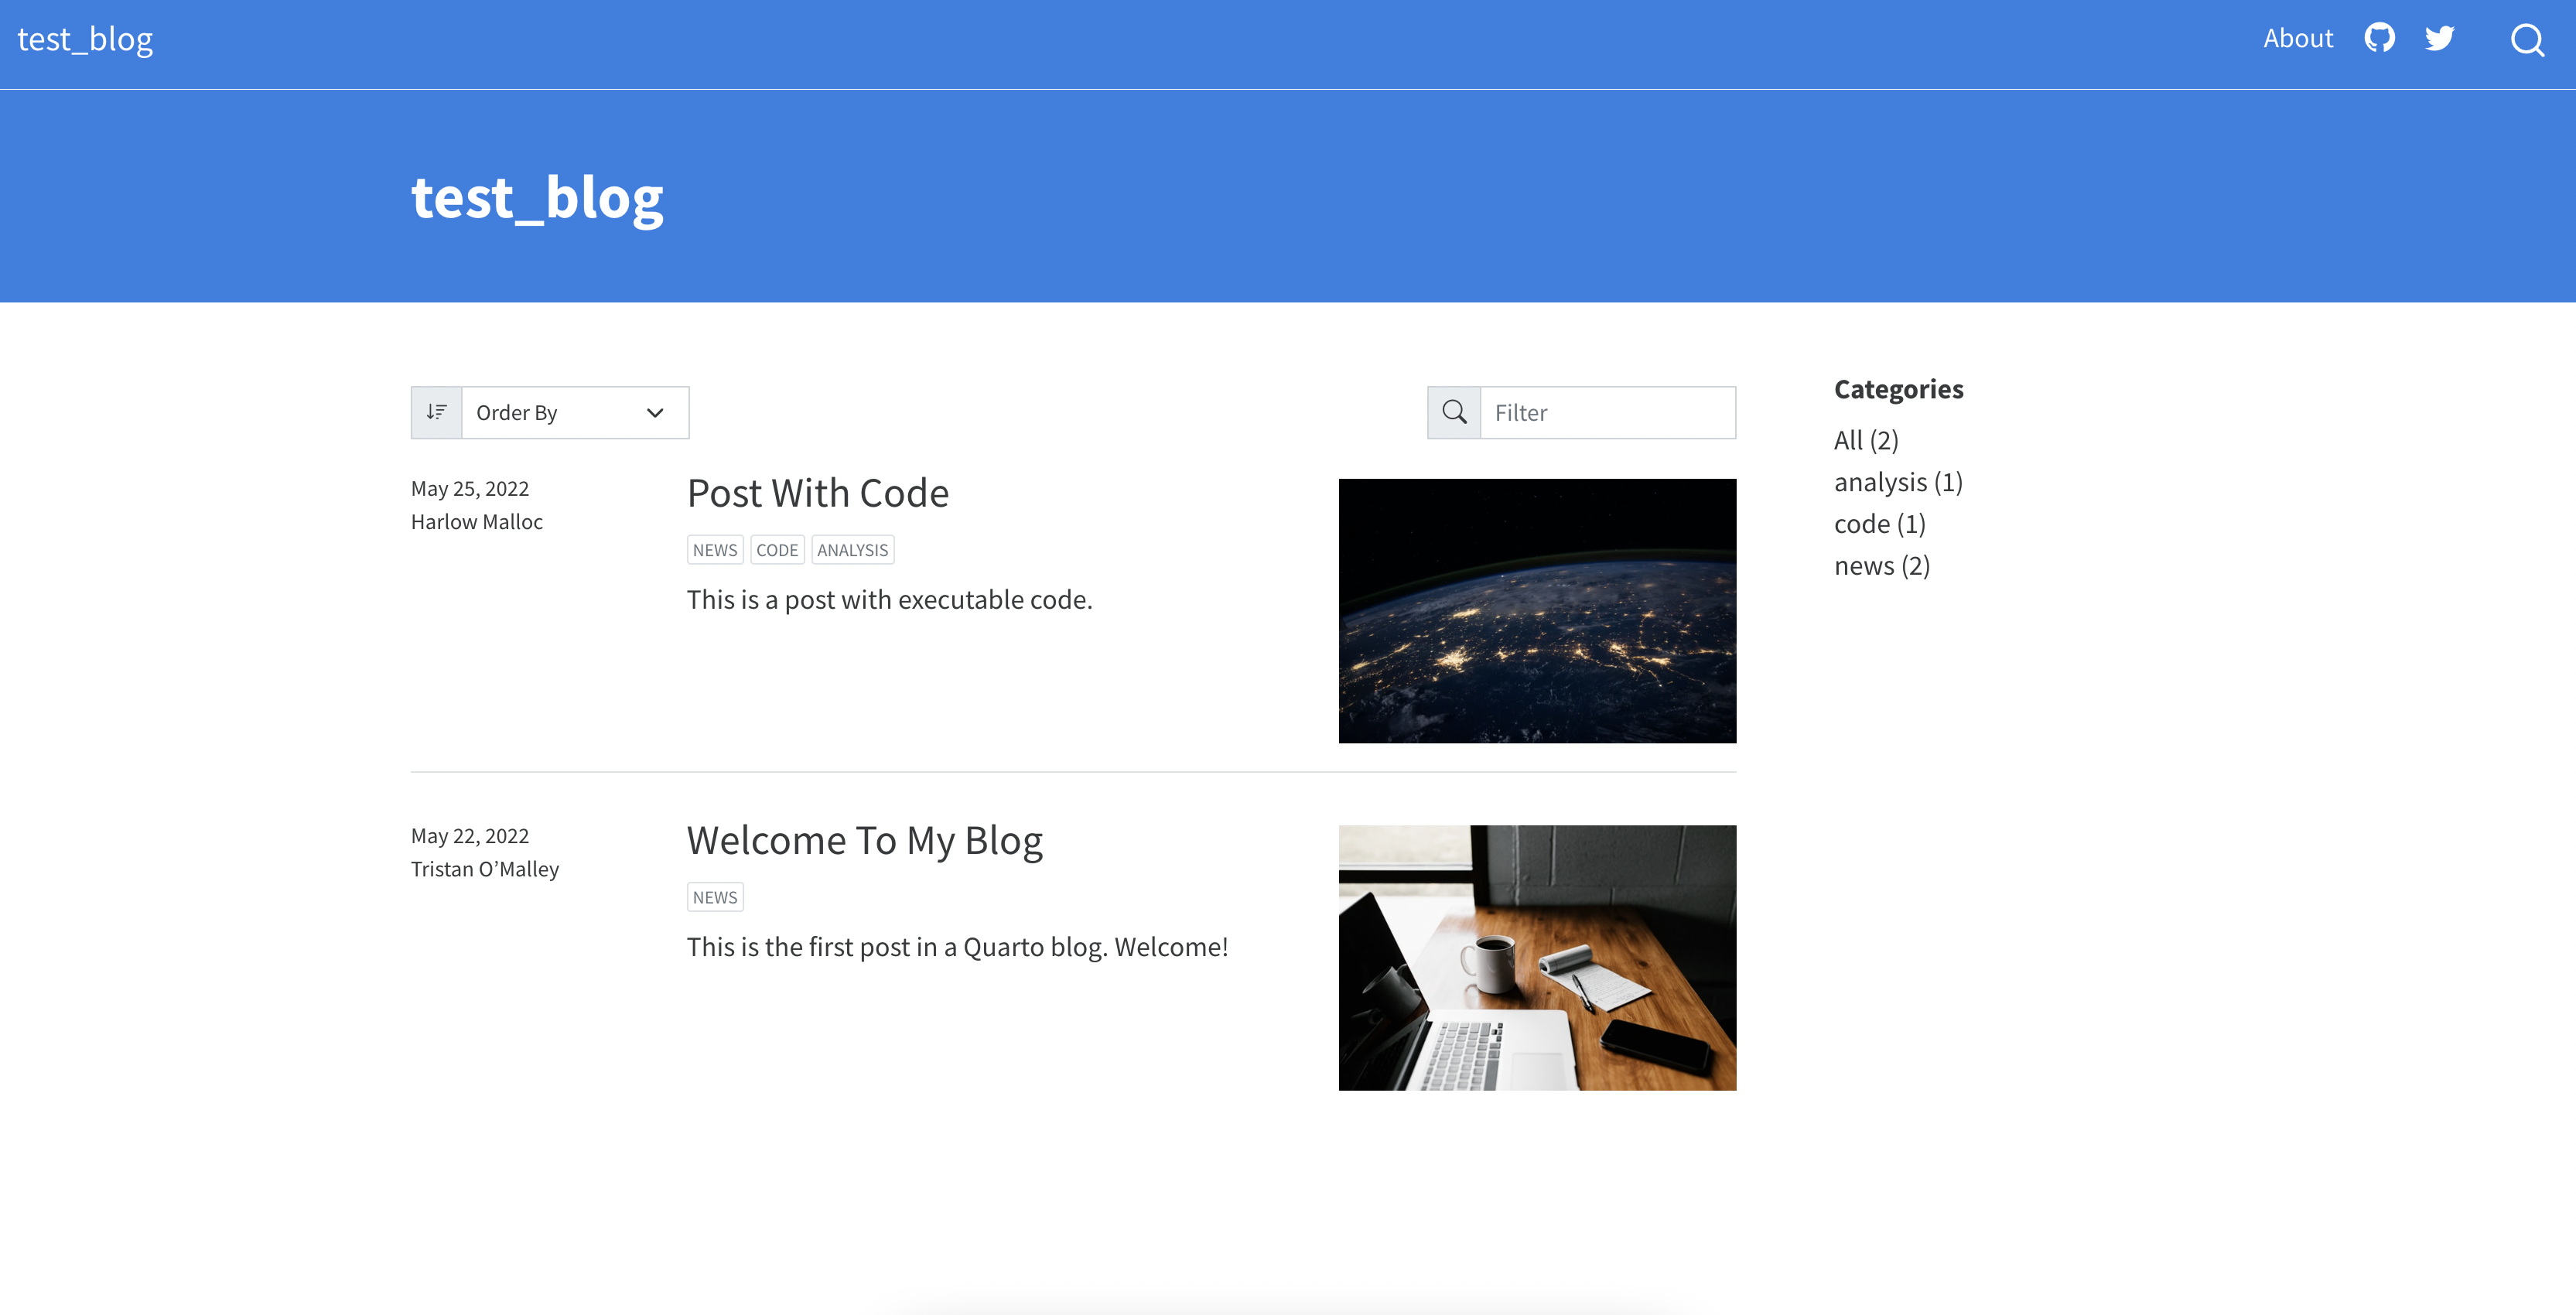 test_blog
About
test_blog
Order By
Filter
May 25, 2022
Harlow Malloc
Post With Code
NEWS CODE ANALYSIS
This is a post with executable code.
May 22, 2022
Tristan O’Malley
Welcome To My Blog
NEWS
This is the first post in a Quarto blog. Welcome!
Categories
All (2)
analysis (1)
code (1)
news (2)